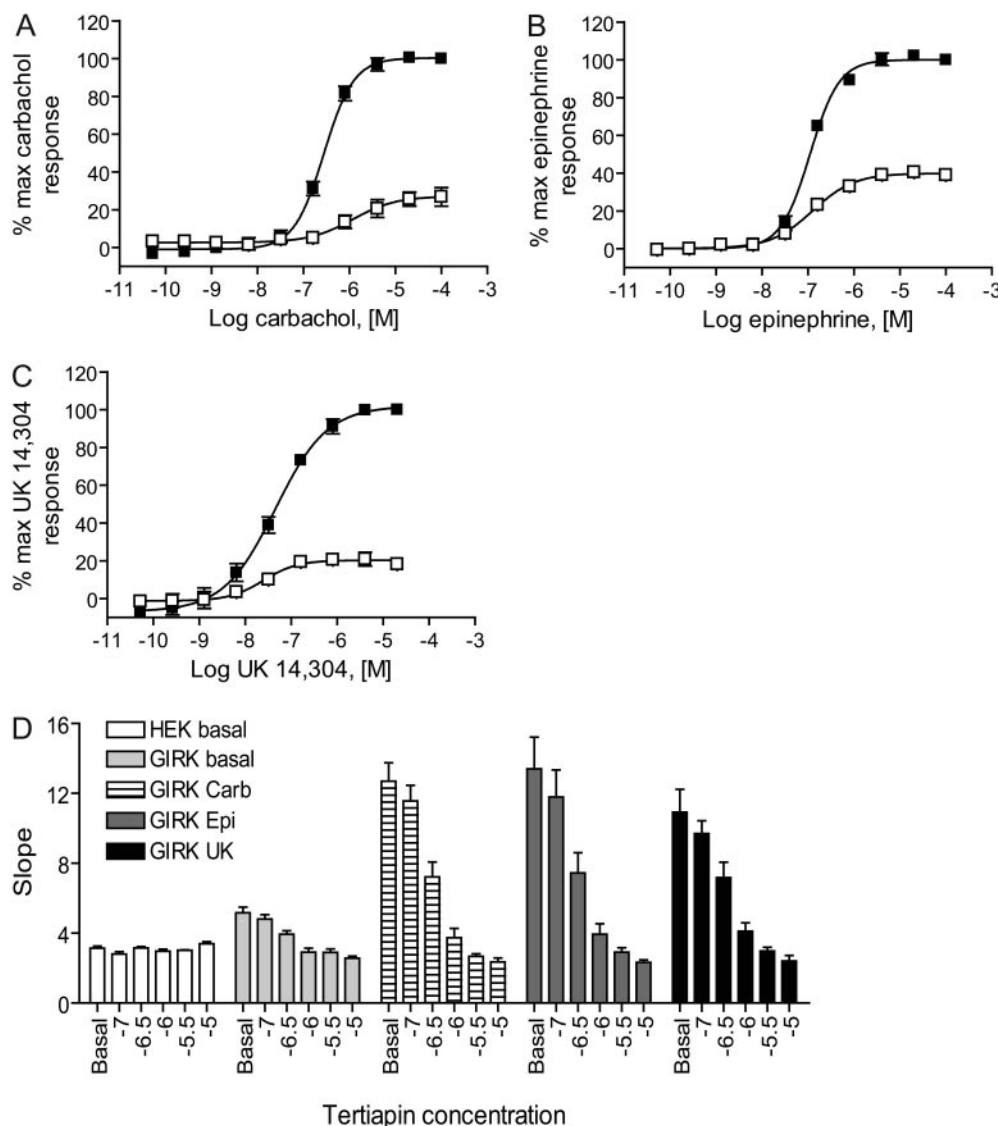 A
120
100
80
60
40
20
0
% max carbachol
response
-11 -10 -9 -8 -7 -6 -5 -4 -3
Log carbachol, [M]
B
120
100
80
60
40
20
0
% max epinephrine
response
-11 -10 -9 -8 -7 -6 -5 -4 -3
Log epinephrine, [M]
C
120
100
80
60
40
20
0
% max UK 14,304
response
-11 -10 -9 -8 -7 -6 -5 -4 -3
Log UK 14,304, [M]
D
16
12
8
4
0
Slope
HEK basal
GIRK basal
GIRK Carb
GIRK Epi
GIRK UK
Basal -7 -6.5 -6 -5.5 -5 Basal -7 -6.5 -6 -5.5 -5 Basal -7 -6.5 -6 -5.5 -5 Basal -7 -6.5 -6 -5.5 -5 Basal -7 -6.5 -6 -5.5 -5
Tertiapin concentration